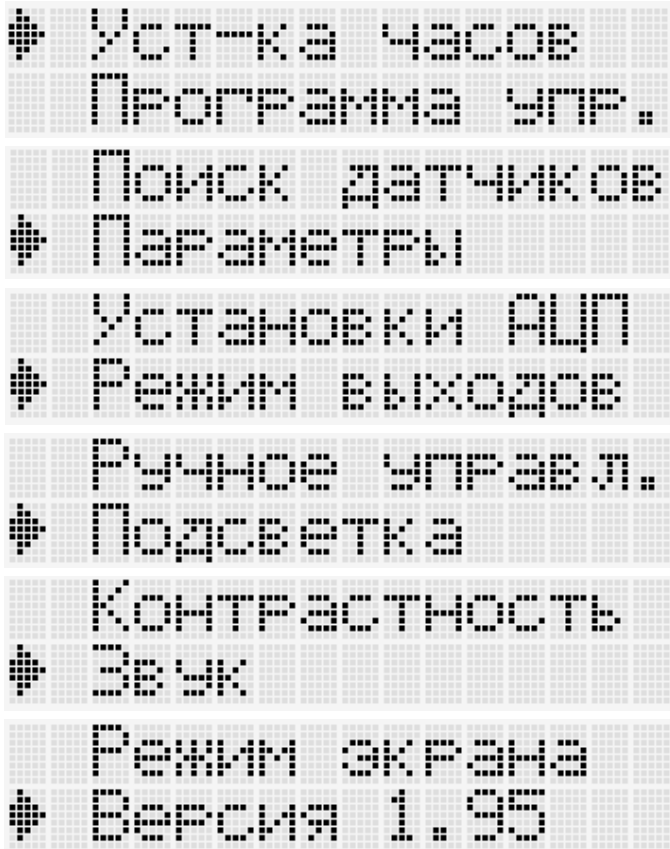 Уст-ка часов
Программа упр.
Поиск датчиков
Параметры
Установки АЦП
Режим выходов
Ручное управл.
Подсветка
Контрастность
Звук
Режим экрана
Версия 1.95